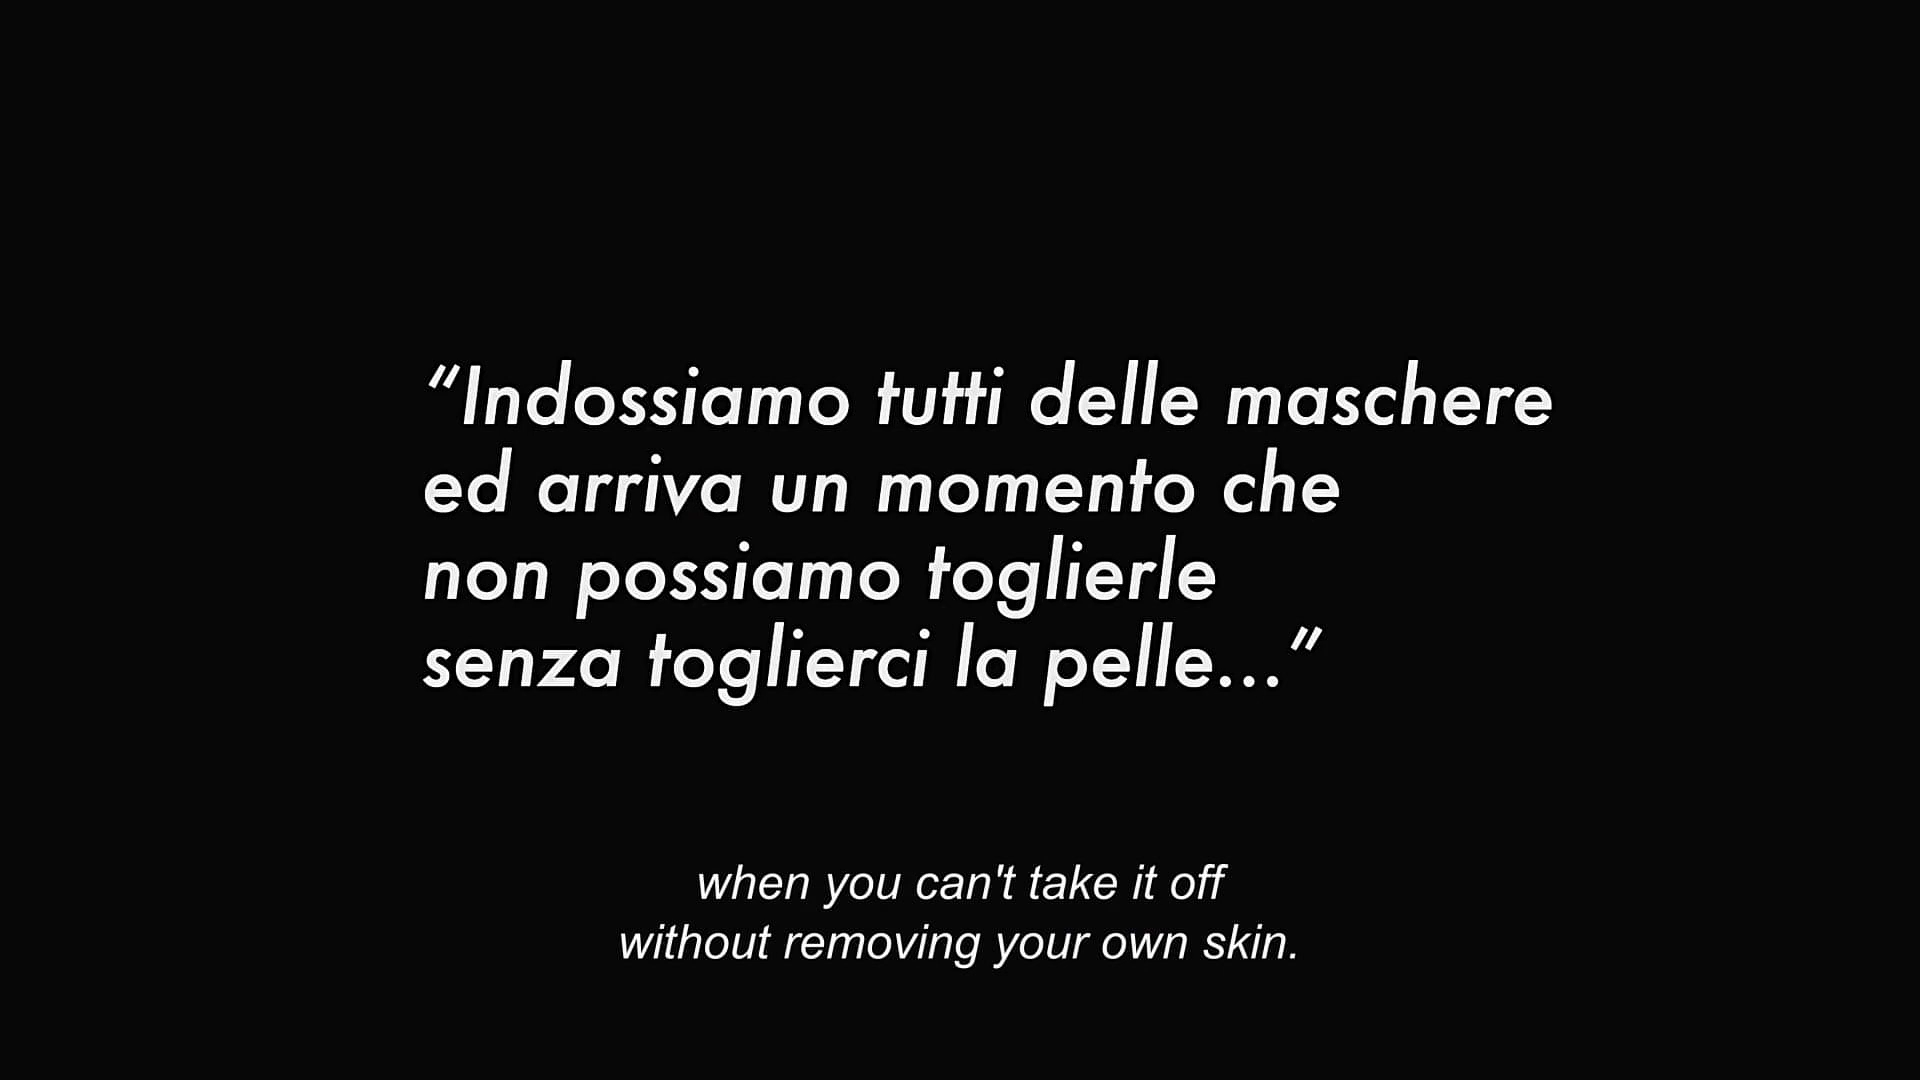 “Indossiamo tutti delle maschere
ed arriva un momento che
non possiamo toglierle
senza toglierci la pelle...”
when you can't take it off
without removing your own skin.